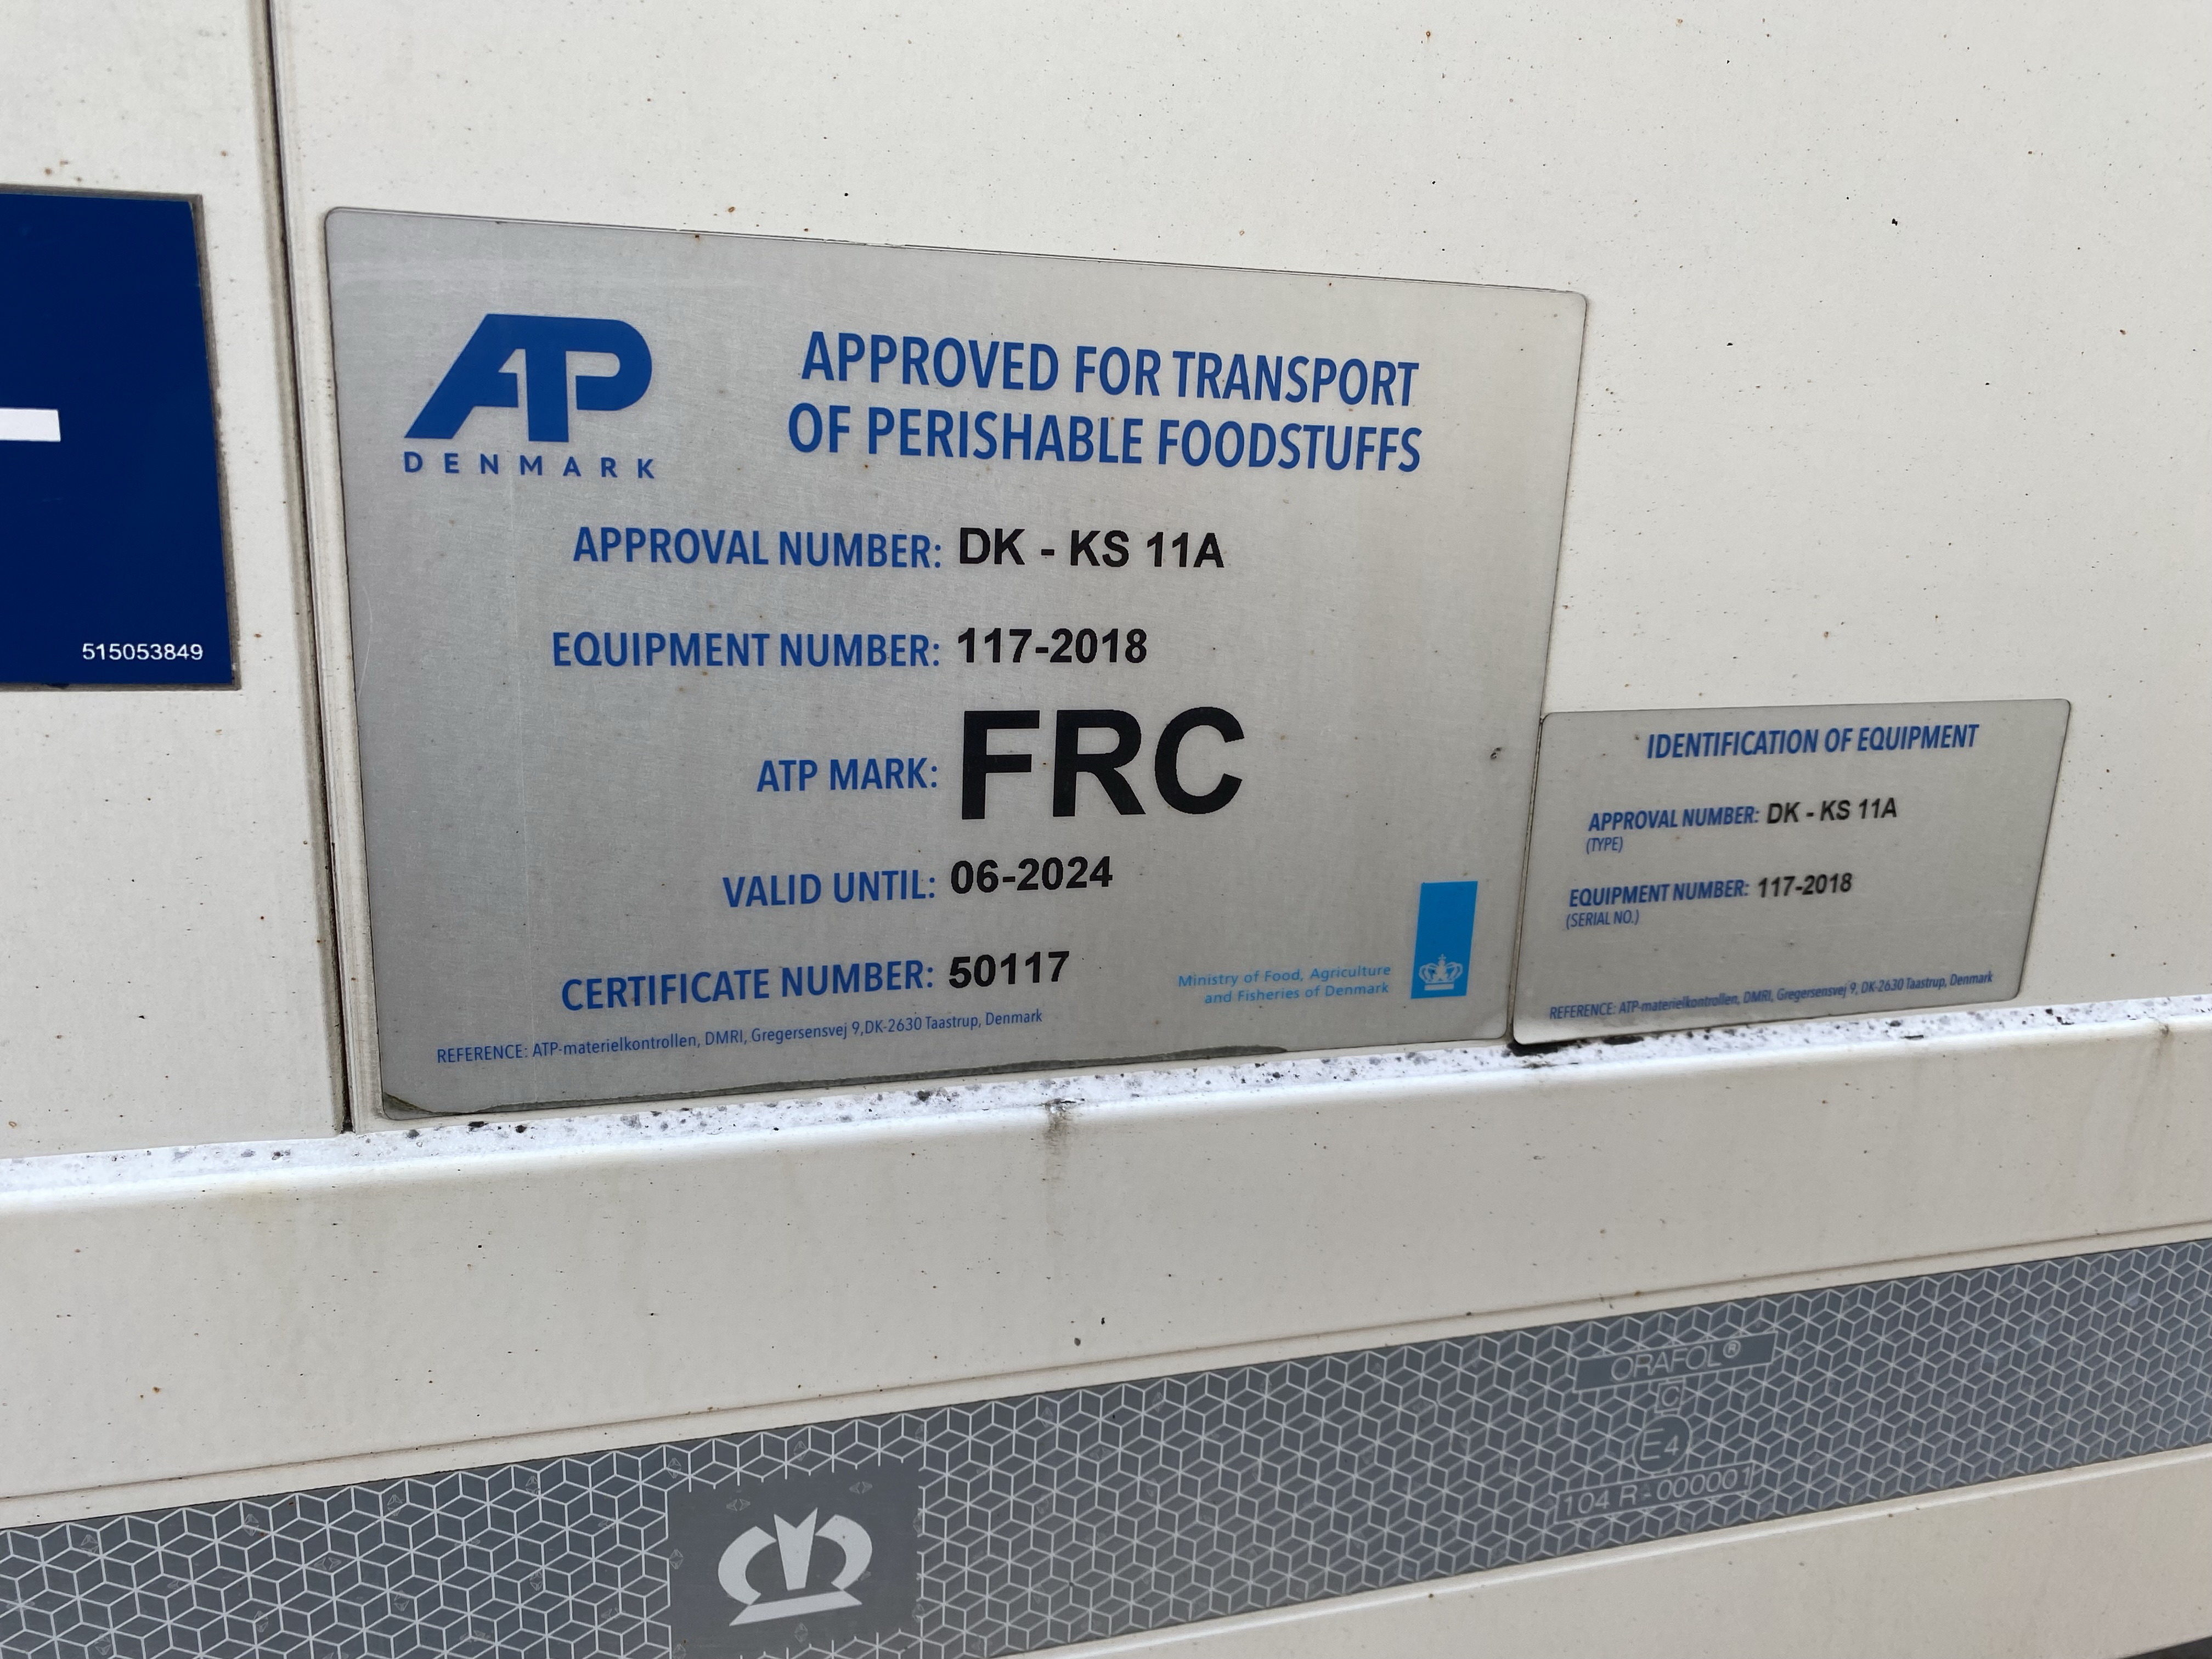 515053849
AP
DENMARK
APPROVED FOR TRANSPORT
OF PERISHABLE FOODSTUFFS
APPROVAL NUMBER: DK - KS 11A
EQUIPMENT NUMBER: 117-2018
ATP MARK: FRC
VALID UNTIL: 06-2024
CERTIFICATE NUMBER: 50117
Ministry of Food, Agriculture
and Fisheries of Denmark
REFERENCE: ATP-materielkontrollen, DMRI, Gregersensvej 9,DK-2630 Taastrup, Denmark
IDENTIFICATION OF EQUIPMENT
APPROVAL NUMBER: DK - KS 11A
(TYPE)
EQUIPMENT NUMBER: 117-2018
(SERIAL NO.)
REFERENCE: ATP-materielkontrollen, DMRI, Gregersensvej 9, DK-2630 Taastrup, Denmark
ORAFOL®
C
E4
104 R-000001